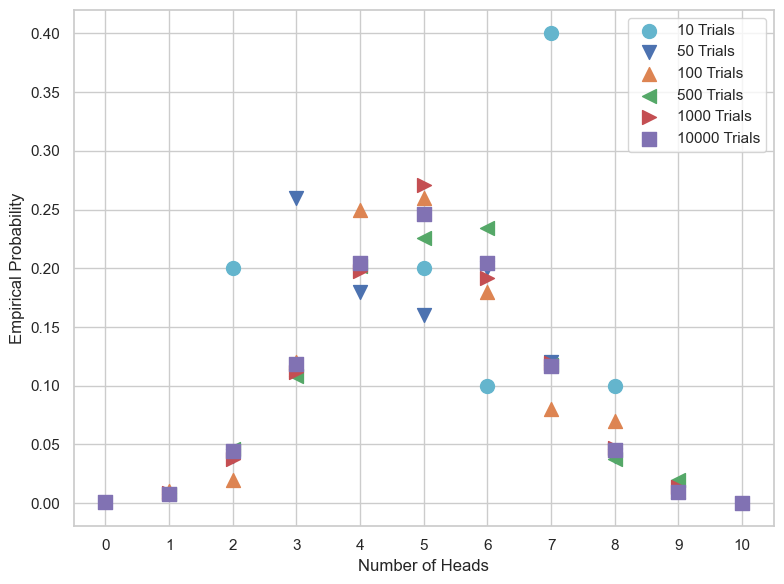 0.40
0.35
0.30
0.25
0.20
0.15
0.10
0.05
0.00
Empirical Probability
10 Trials
50 Trials
100 Trials
500 Trials
1000 Trials
10000 Trials
0 1 2 3 4 5 6 7 8 9 10
Number of Heads